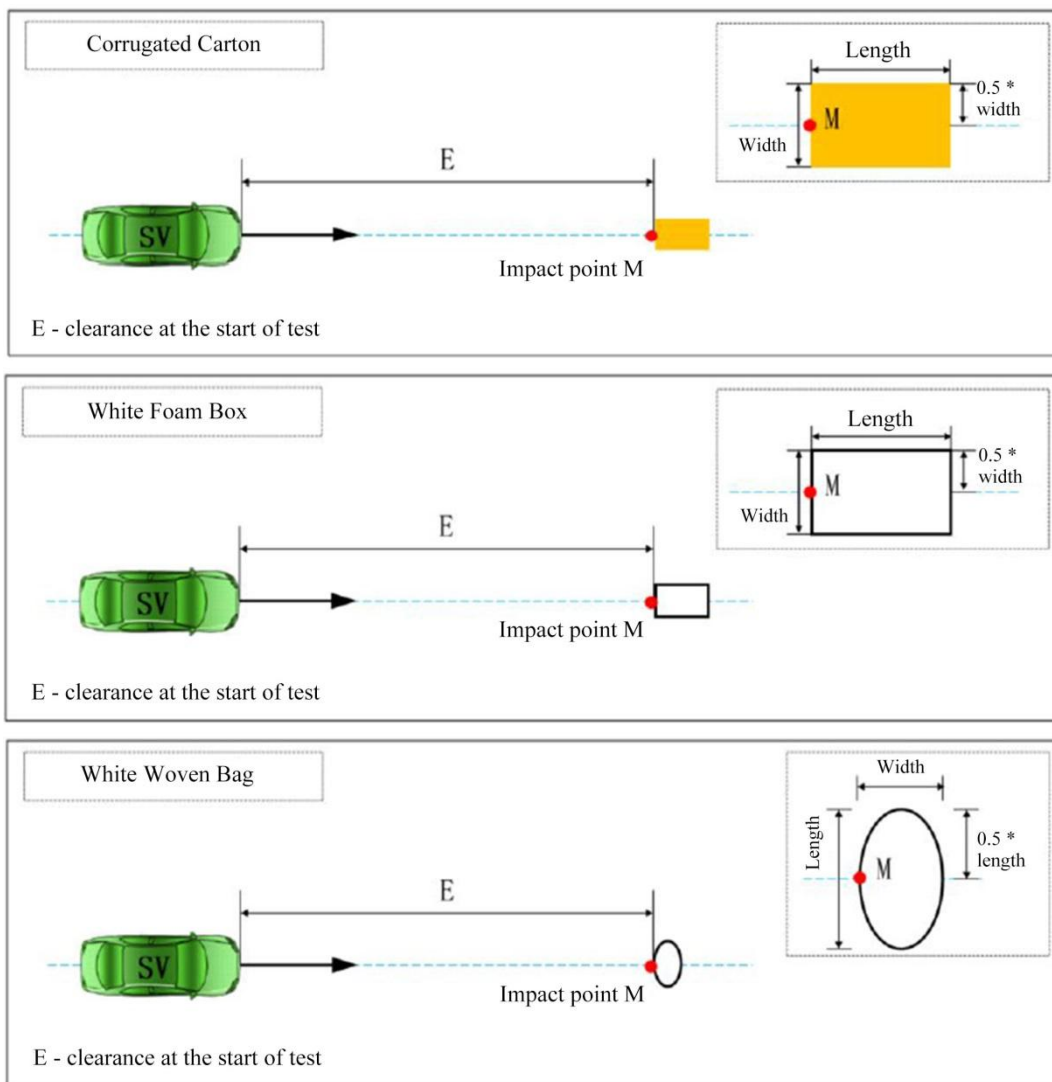 Corrugated Carton
Length
0.5 *
width
M
Width
E
SV
Impact point M
E - clearance at the start of test
White Foam Box
Length
0.5 *
width
M
Width
E
SV
Impact point M
E - clearance at the start of test
White Woven Bag
Width
Length
0.5 *
length
M
E
SV
Impact point M
E - clearance at the start of test